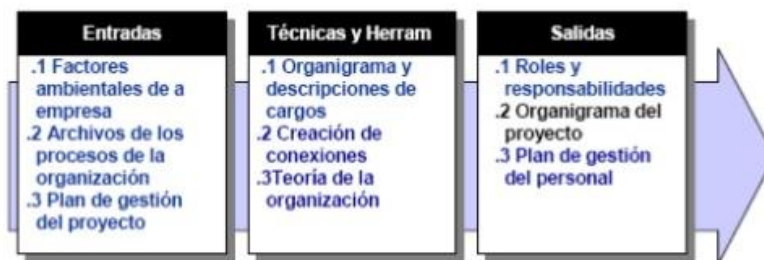 Entradas
.1 Factores
ambientales de a
empresa
.2 Archivos de los
procesos de la
organización
.3 Plan de gestión
del proyecto
Técnicas y Herram
.1 Organigrama y
descripciones de
cargos
.2 Creación de
conexiones
.3Teoría de la
organización
Salidas
.1 Roles y
responsabilidades
.2 Organigrama del
proyecto
.3 Plan de gestión
del personal